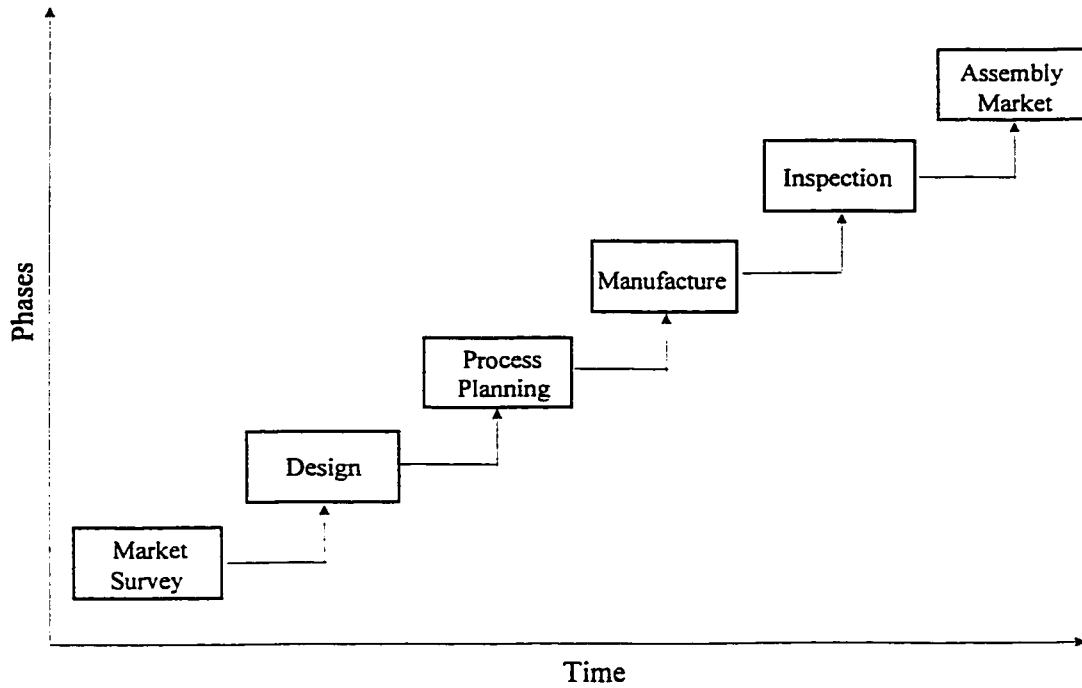 Assembly
Market
Inspection
Manufacture
Process
Planning
Design
Market
Survey
Phases
Time